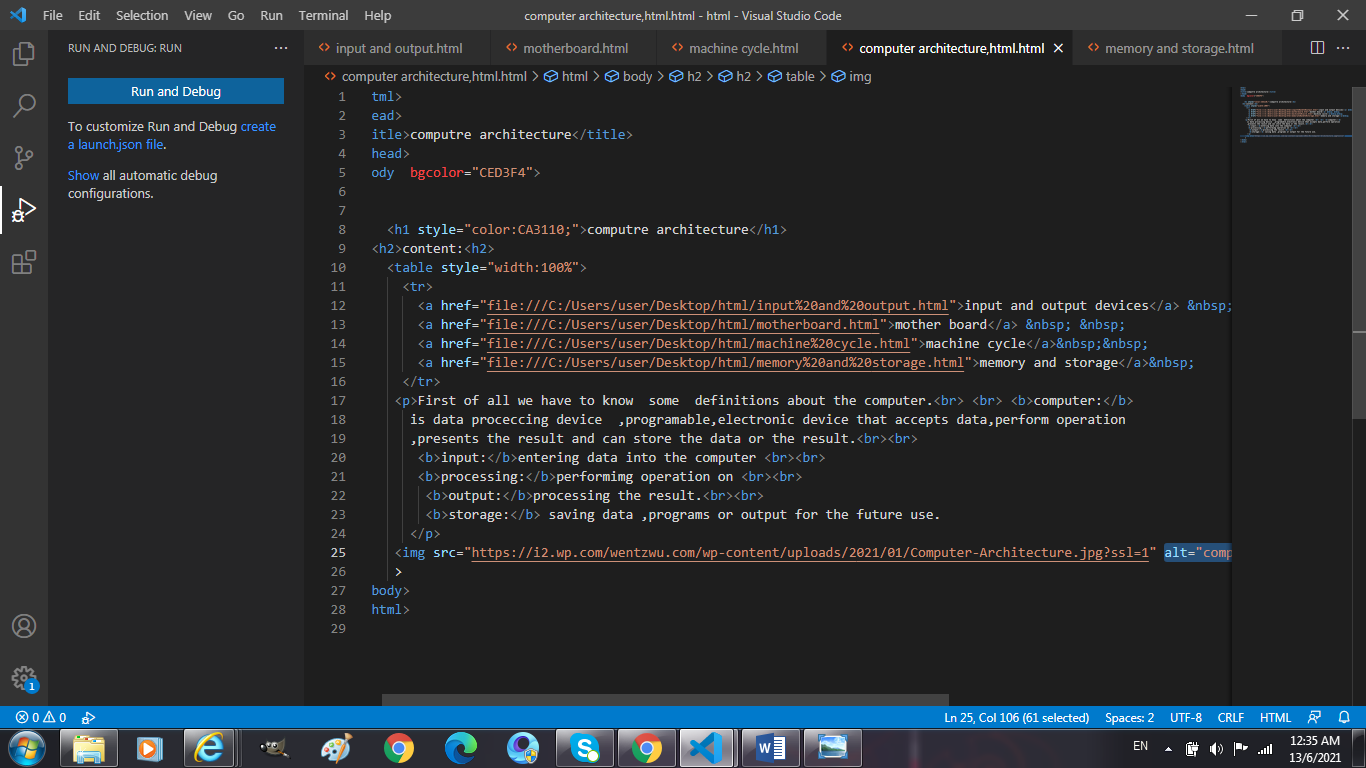 File Edit Selection View Go Run Terminal Help computer architecture,html.html - html - Visual Studio Code
RUN AND DEBUG: RUN
Run and Debug
To customize Run and Debug create
a launch.json file.
Show all automatic debug
configurations.
input and output.html motherboard.html machine cycle.html computer architecture,html.html memory and storage.html
computer architecture,html.html > html > body > h2 > h2 > table > img
1 tml>
2 ead>
3 itle>computre architecture</title>
4 head>
5 ody  bgcolor="CED3F4">
6
7
8 <h1 style="color:CA3110;">computre architecture</h1>
9 <h2>content:<h2>
10 <table style="width:100%">
11 <tr>
12 <a href="file:///C:/Users/user/Desktop/html/input%20and%20output.html">input and output devices</a> &nbsp;
13 <a href="file:///C:/Users/user/Desktop/html/motherboard.html">mother board</a> &nbsp; &nbsp;
14 <a href="file:///C:/Users/user/Desktop/html/machine%20cycle.html">machine cycle</a>&nbsp;&nbsp;
15 <a href="file:///C:/Users/user/Desktop/html/memory%20and%20storage.html">memory and storage</a>&nbsp;
16 </tr>
17 <p>First of all we have to know  some  definitions about the computer.<br> <br> <b>computer:</b>
18 is data proceccing device  ,programable,electronic device that accepts data,perform operation
19 ,presents the result and can store the data or the result.<br><br>
20 <b>input:</b>entering data into the computer <br><br>
21 <b>processing:</b>performimg operation on <br><br>
22 <b>output:</b>processing the result.<br><br>
23 <b>storage:</b> saving data ,programs or output for the future use.
24 </p>
25 <img src="https://i2.wp.com/wentzwu.com/wp-content/uploads/2021/01/Computer-Architecture.jpg?ssl=1" alt="comp
26 >
27 body>
28 html>
29
1
0 0 Ln 25, Col 106 (61 selected) Spaces: 2 UTF-8 CRLF HTML
EN 12:35 AM
13/6/2021